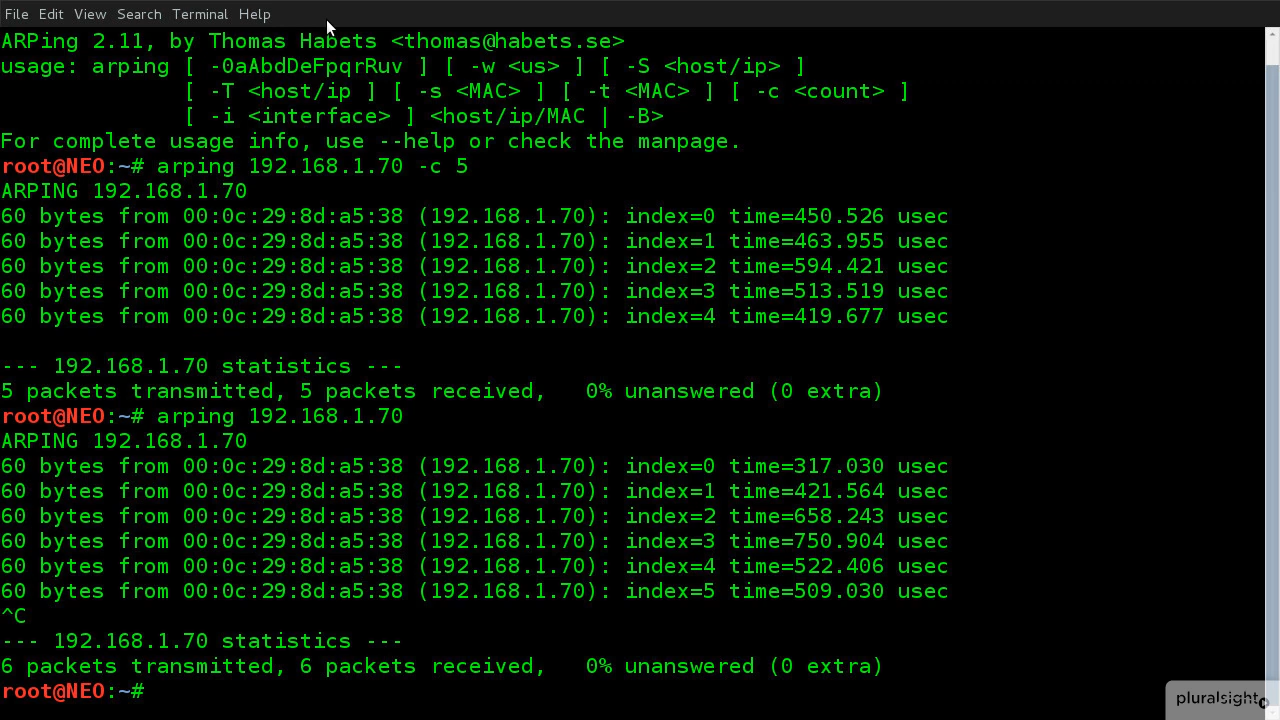 File Edit View Search Terminal Help
ARPing 2.11, by Thomas Habets <thomas@habets.se>
usage: arping [ -0aAbdDeFpqrRuv ] [ -w <us> ] [ -S <host/ip> ]
[ -T <host/ip ] [ -s <MAC> ] [ -t <MAC> ] [ -c <count> ]
[ -i <interface> ] <host/ip/MAC | -B>
For complete usage info, use --help or check the manpage.
root@NEO:~# arping 192.168.1.70 -c 5
ARPING 192.168.1.70
60 bytes from 00:0c:29:8d:a5:38 (192.168.1.70): index=0 time=450.526 usec
60 bytes from 00:0c:29:8d:a5:38 (192.168.1.70): index=1 time=463.955 usec
60 bytes from 00:0c:29:8d:a5:38 (192.168.1.70): index=2 time=594.421 usec
60 bytes from 00:0c:29:8d:a5:38 (192.168.1.70): index=3 time=513.519 usec
60 bytes from 00:0c:29:8d:a5:38 (192.168.1.70): index=4 time=419.677 usec
--- 192.168.1.70 statistics ---
5 packets transmitted, 5 packets received,   0% unanswered (0 extra)
root@NEO:~# arping 192.168.1.70
ARPING 192.168.1.70
60 bytes from 00:0c:29:8d:a5:38 (192.168.1.70): index=0 time=317.030 usec
60 bytes from 00:0c:29:8d:a5:38 (192.168.1.70): index=1 time=421.564 usec
60 bytes from 00:0c:29:8d:a5:38 (192.168.1.70): index=2 time=658.243 usec
60 bytes from 00:0c:29:8d:a5:38 (192.168.1.70): index=3 time=750.904 usec
60 bytes from 00:0c:29:8d:a5:38 (192.168.1.70): index=4 time=522.406 usec
60 bytes from 00:0c:29:8d:a5:38 (192.168.1.70): index=5 time=509.030 usec
^C
--- 192.168.1.70 statistics ---
6 packets transmitted, 6 packets received,   0% unanswered (0 extra)
root@NEO:~#
pluralsight